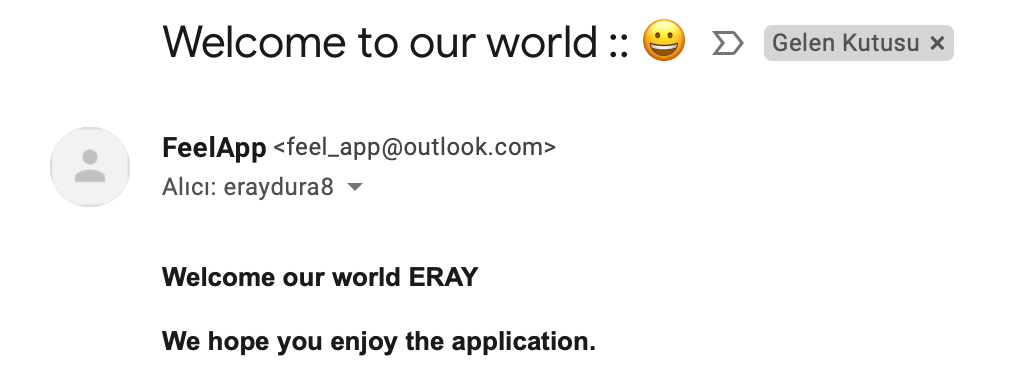 Welcome to our world :: 😀 Gelen Kutusu ×
FeelApp <feel_app@outlook.com>
Alıcı: eraydura8
Welcome our world ERAY
We hope you enjoy the application.